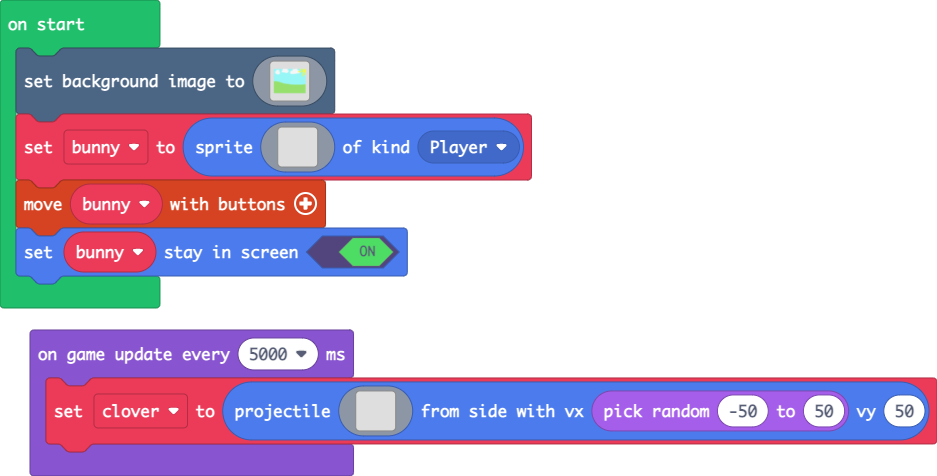 on start
set background image to
set bunny to sprite of kind Player
move bunny with buttons
set bunny stay in screen ON
on game update every 5000 ms
set clover to projectile from side with vx pick random -50 to 50 vy 50